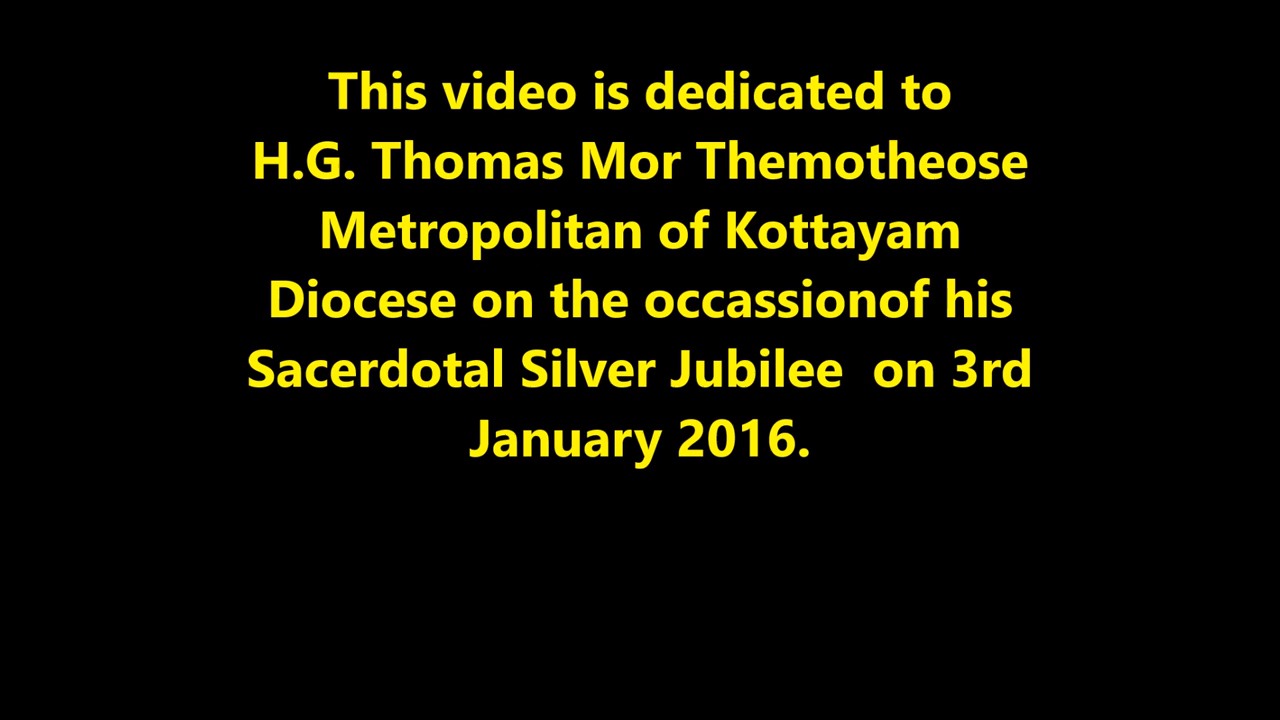 This video is dedicated to
H.G. Thomas Mor Themotheose
Metropolitan of Kottayam
Diocese on the occassionof his
Sacerdotal Silver Jubilee  on 3rd
January 2016.